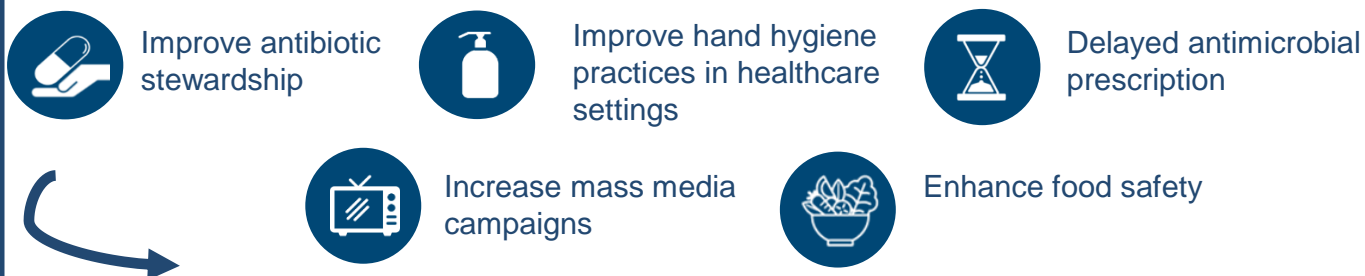 Improve antibiotic
stewardship
Improve hand hygiene
practices in healthcare
settings
Delayed antimicrobial
prescription
Increase mass media
campaigns
Enhance food safety